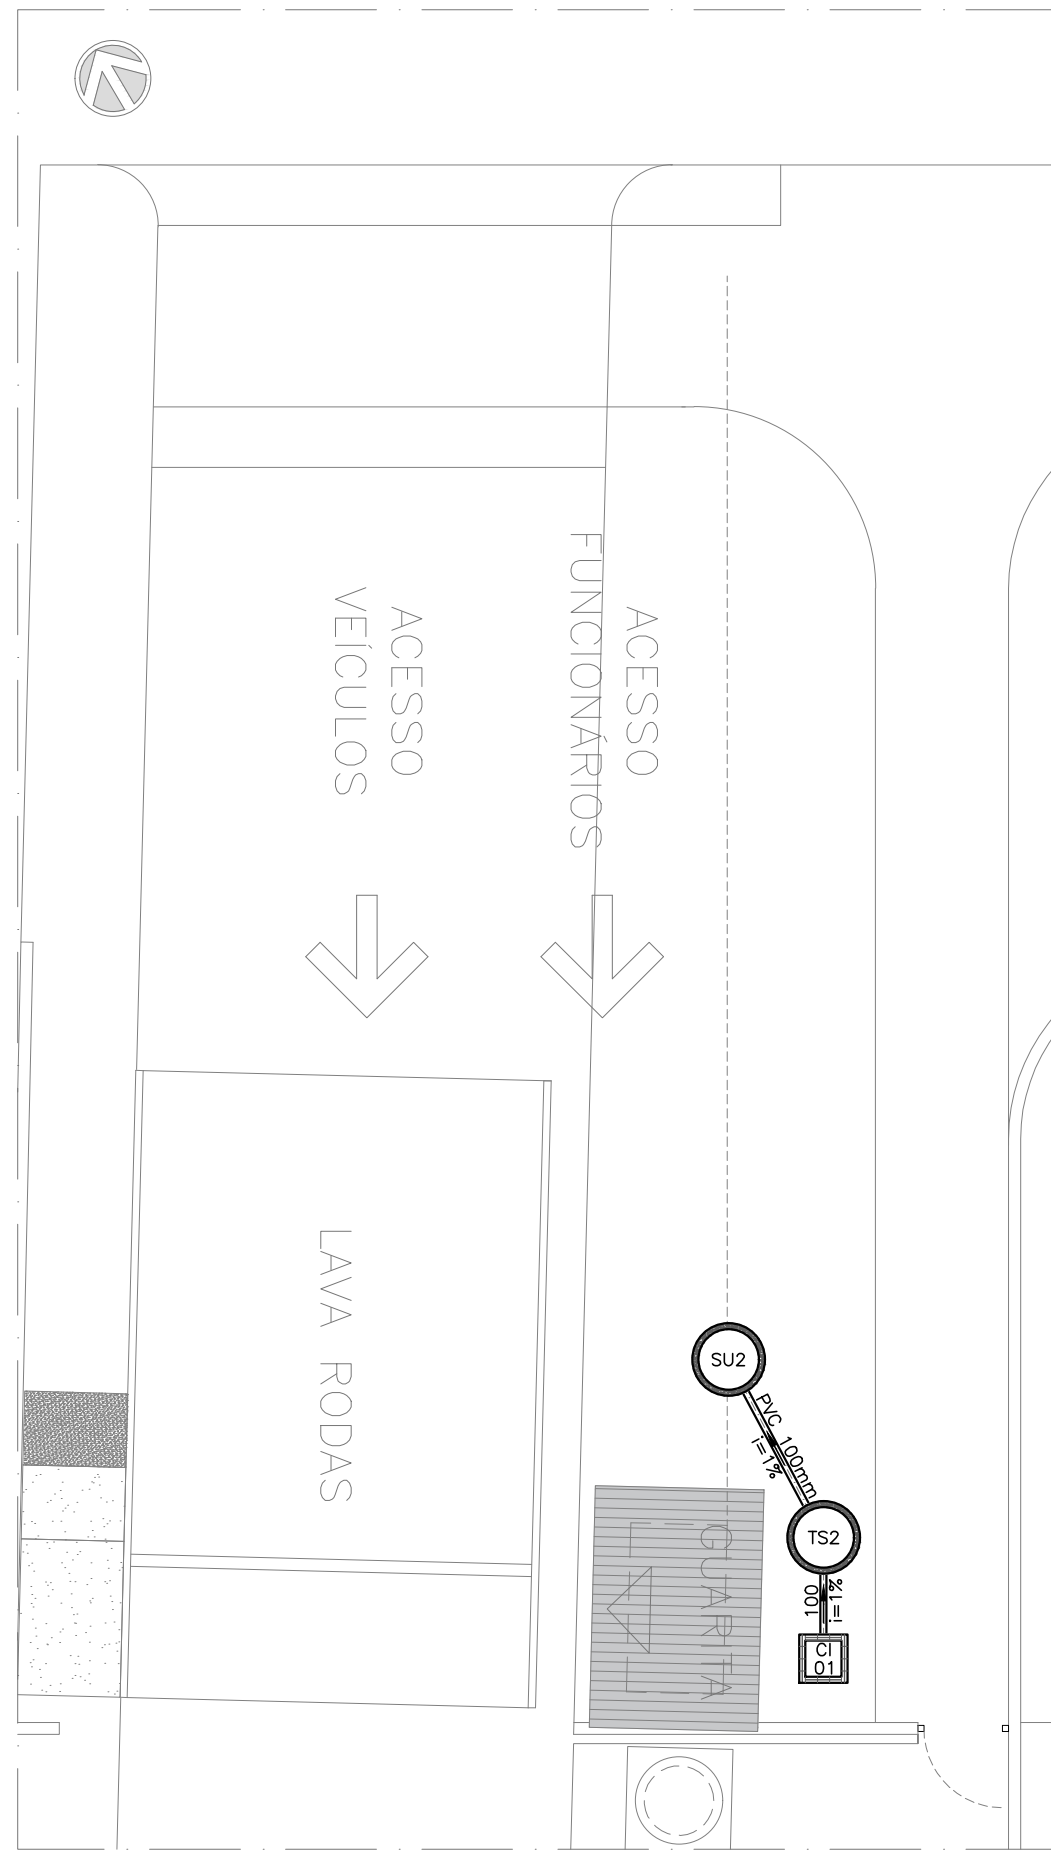 ACESSO
VEÍCULOS
ACESSO
FUNCIONÁRIOS
LAVA RODAS
SU2
PVC 100mm
i=1%
TS2
100
i=1%
CI
01
GUARITA